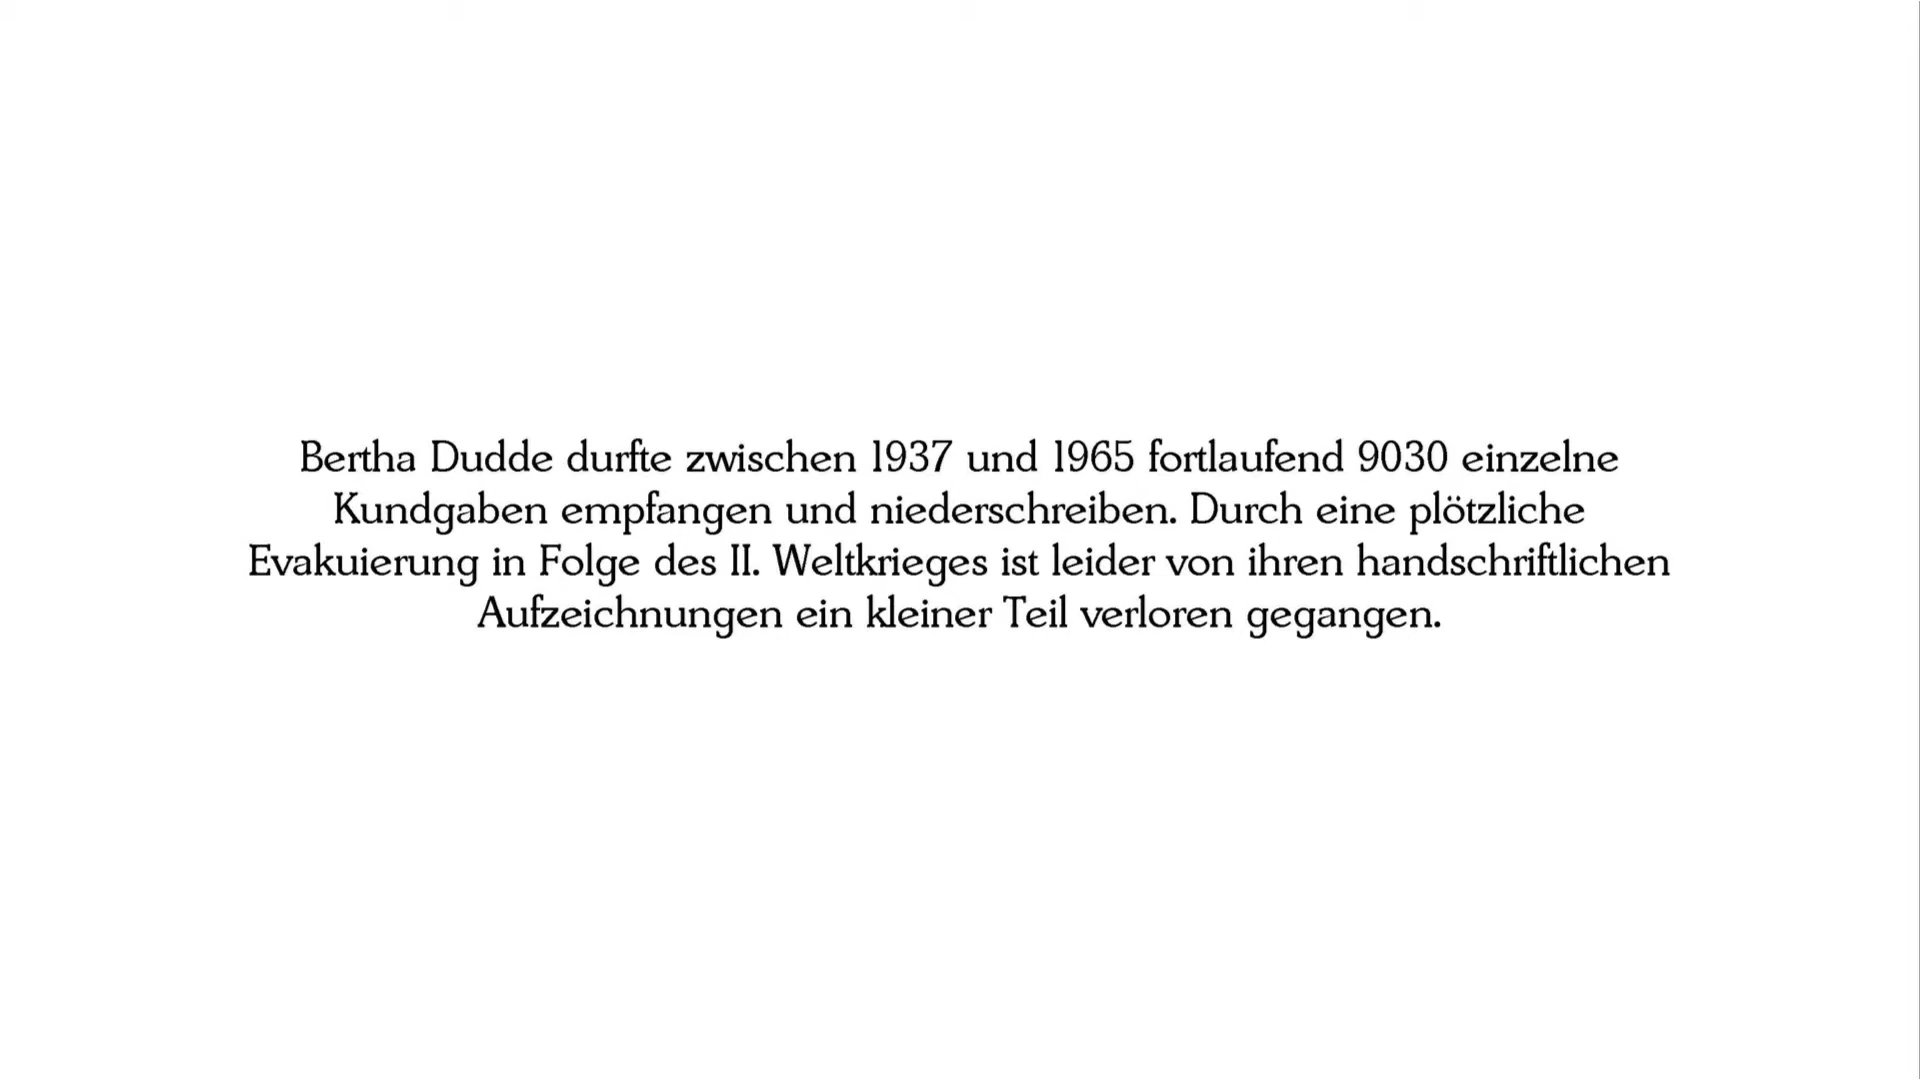 Bertha Dudde durfte zwischen 1937 und 1965 fortlaufend 9030 einzelne
Kundgaben empfangen und niederschreiben. Durch eine plötzliche
Evakuierung in Folge des II. Weltkrieges ist leider von ihren handschriftlichen
Aufzeichnungen ein kleiner Teil verloren gegangen.